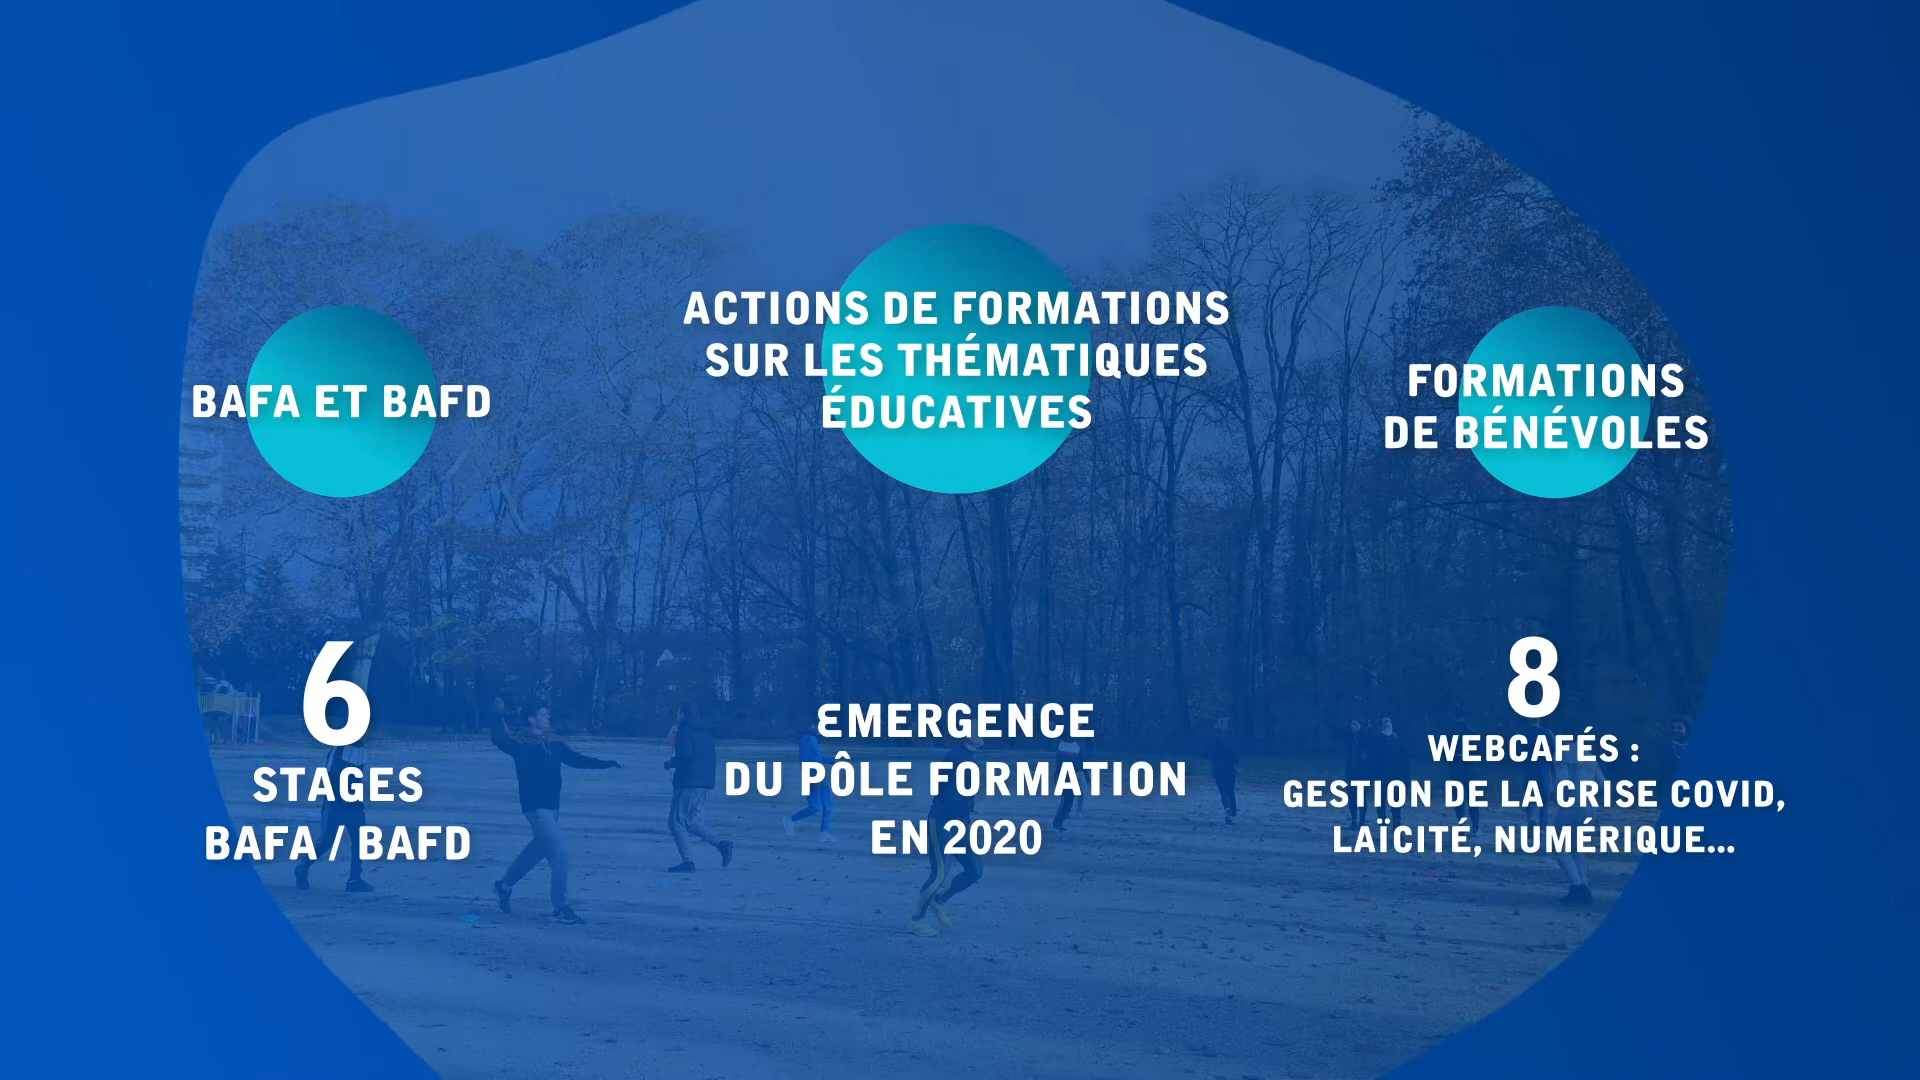 BAFA ET BAFD
ACTIONS DE FORMATIONS
SUR LES THÉMATIQUES
ÉDUCATIVES
FORMATIONS
DE BÉNÉVOLES
6
STAGES
BAFA / BAFD
EMERGENCE
DU PÔLE FORMATION
EN 2020
8
WEBCAFÉS :
GESTION DE LA CRISE COVID,
LAÏCITÉ, NUMÉRIQUE...